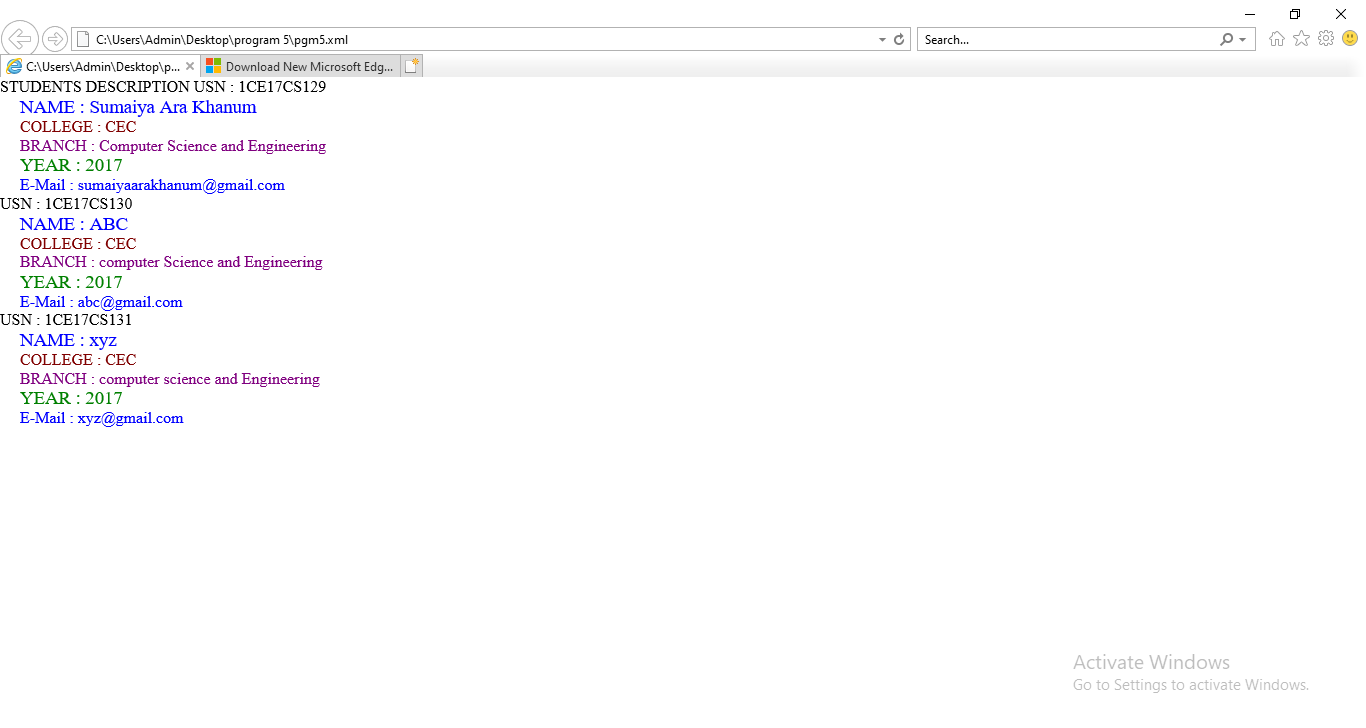 C:\Users\Admin\Desktop\program 5\pgm5.xml
Search...
C:\Users\Admin\Desktop\p...
Download New Microsoft Edg...
STUDENTS DESCRIPTION USN : 1CE17CS129
NAME : Sumaiya Ara Khanum
COLLEGE : CEC
BRANCH : Computer Science and Engineering
YEAR : 2017
E-Mail : sumaiyaarakhanum@gmail.com
USN : 1CE17CS130
NAME : ABC
COLLEGE : CEC
BRANCH : computer Science and Engineering
YEAR : 2017
E-Mail : abc@gmail.com
USN : 1CE17CS131
NAME : xyz
COLLEGE : CEC
BRANCH : computer science and Engineering
YEAR : 2017
E-Mail : xyz@gmail.com
Activate Windows
Go to Settings to activate Windows.